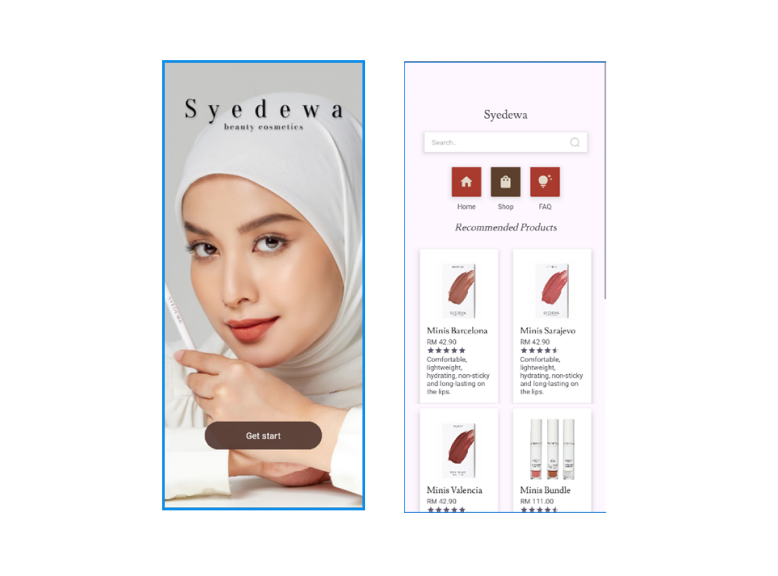 Syedewa
beauty cosmetics
Get start
Syedewa
Search..
Home
Shop
FAQ
Recommended Products
Minis Barcelona
RM 42.90
★★★★★
Comfortable,
lightweight,
hydrating, non-sticky
and long-lasting on
the lips.
Minis Sarajevo
RM 42.90
Comfortable,
lightweight,
hydrating, non-sticky
and long-lasting on
the lips.
Minis Valencia
RM 42.90
Minis Bundle
RM 111.00